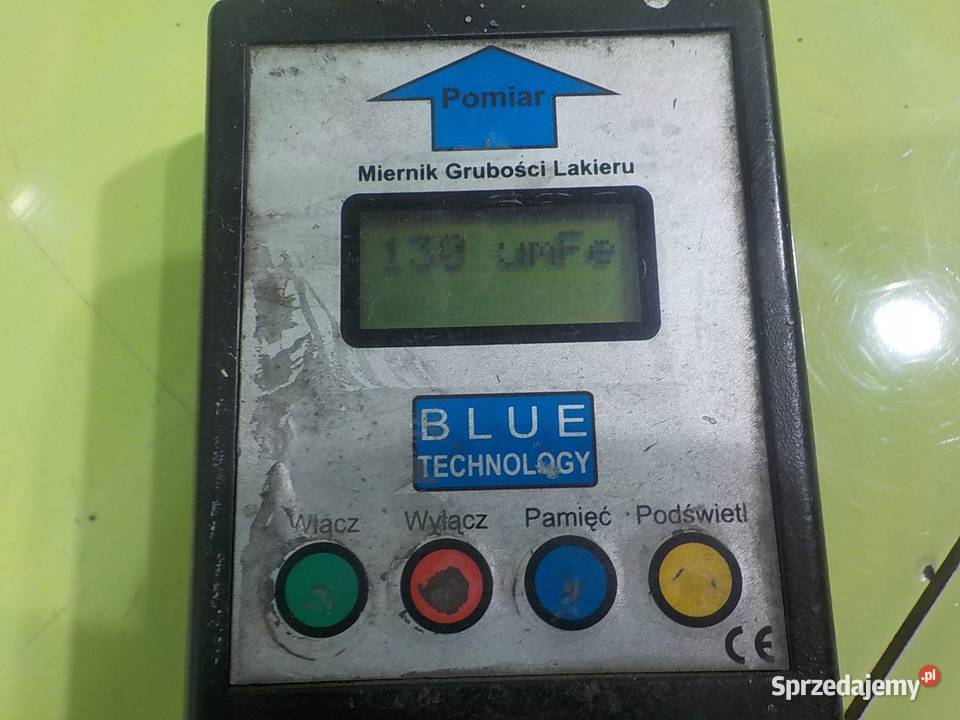 Pomiar
Miernik Grubości Lakieru
130 umFe
BLUE
TECHNOLOGY
Włacz Wyłącz Pamięć Podświetl
CE
Sprzedajemy.pl